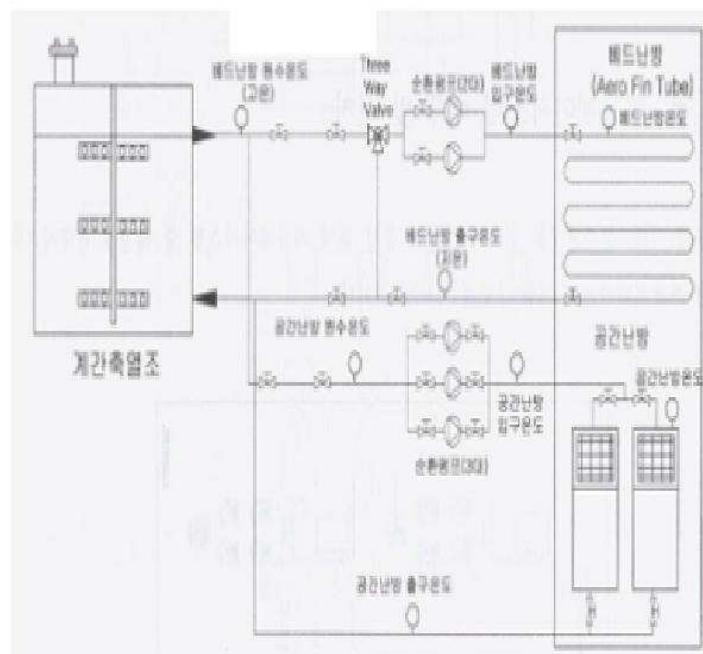 베드난방 환수온도
(고온)
Three
Way
Valve
순환펌프(2대)
베드난방
입구온도
베드난방
(Aero Fin Tube)
베드난방온도
베드난방 출구온도
(저온)
계간축열조
공간난방 환수온도
공간난방
공간난방온도
공간난방
입구온도
순환펌프(3대)
공간난방 출구온도